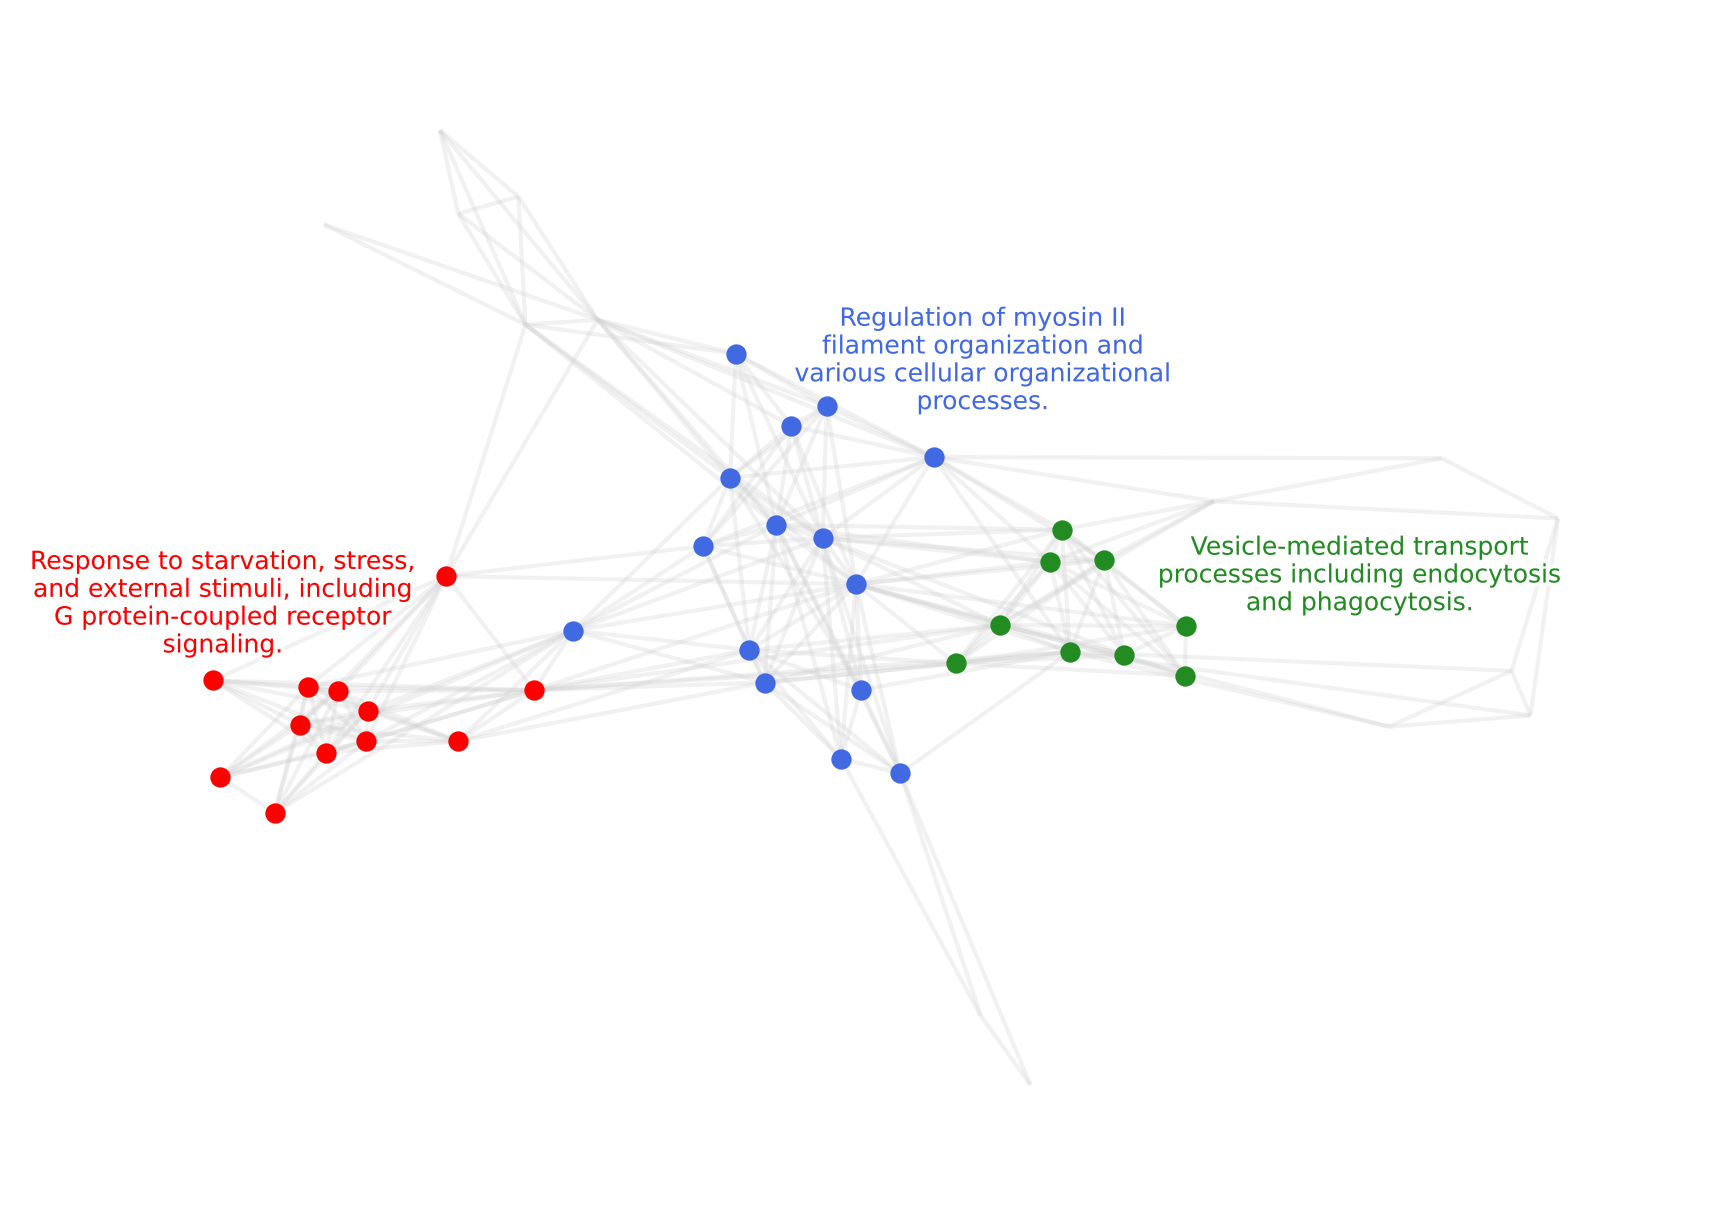 Regulation of myosin II
filament organization and
various cellular organizational
processes.
Response to starvation, stress,
and external stimuli, including
G protein-coupled receptor
signaling.
Vesicle-mediated transport
processes including endocytosis
and phagocytosis.